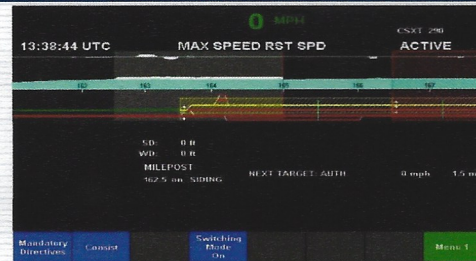 0 MPH
CSXT 290
13:38:44 UTC MAX SPEED RST SPD ACTIVE
162 163 164 165 166 167
SD: 0 ft
WD: 0 ft
MILEPOST
162.5 on SIDING
NEXT TARGET: AUTH 0 mph 1.5 m
Mandatory Directives
Consist
Switching Mode On
Menu 1